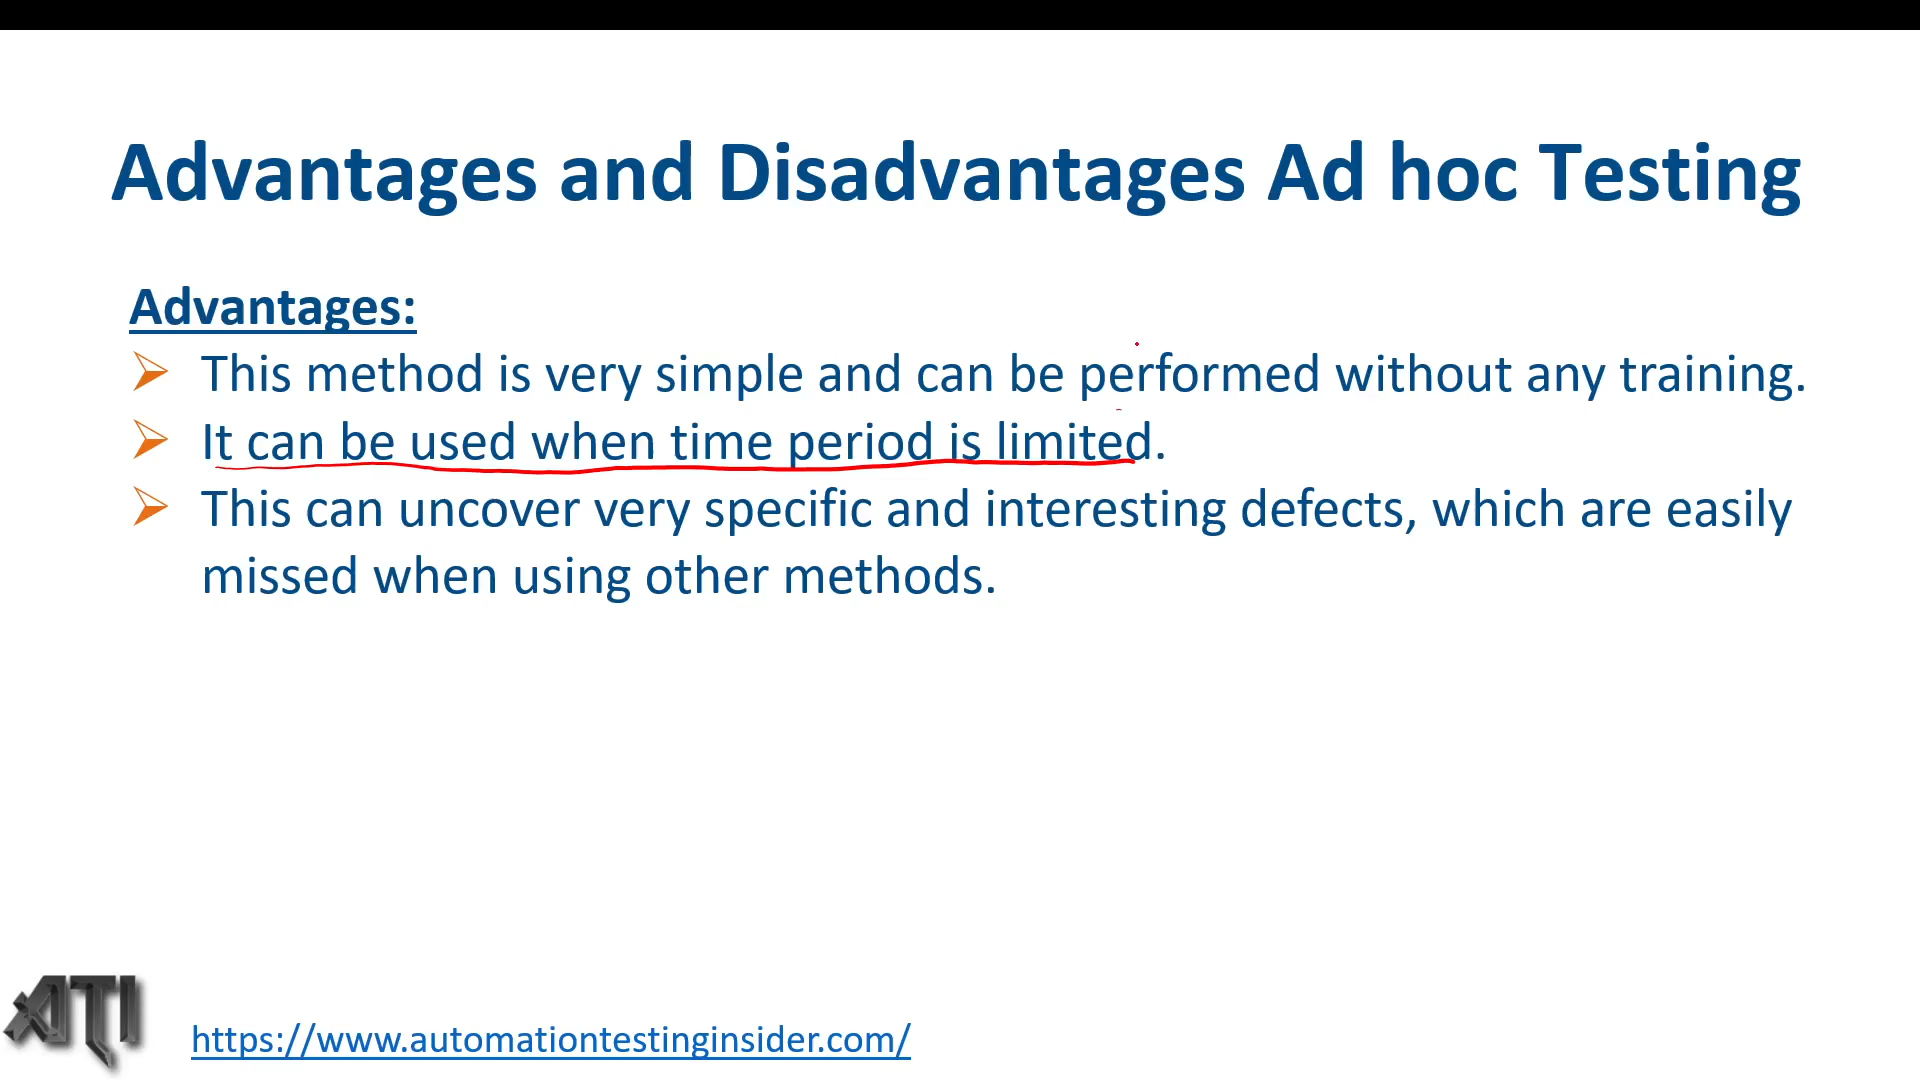 Advantages and Disadvantages Ad hoc Testing
Advantages:
This method is very simple and can be performed without any training.
It can be used when time period is limited.
This can uncover very specific and interesting defects, which are easily
missed when using other methods.
ATI
https://www.automationtestinginsider.com/